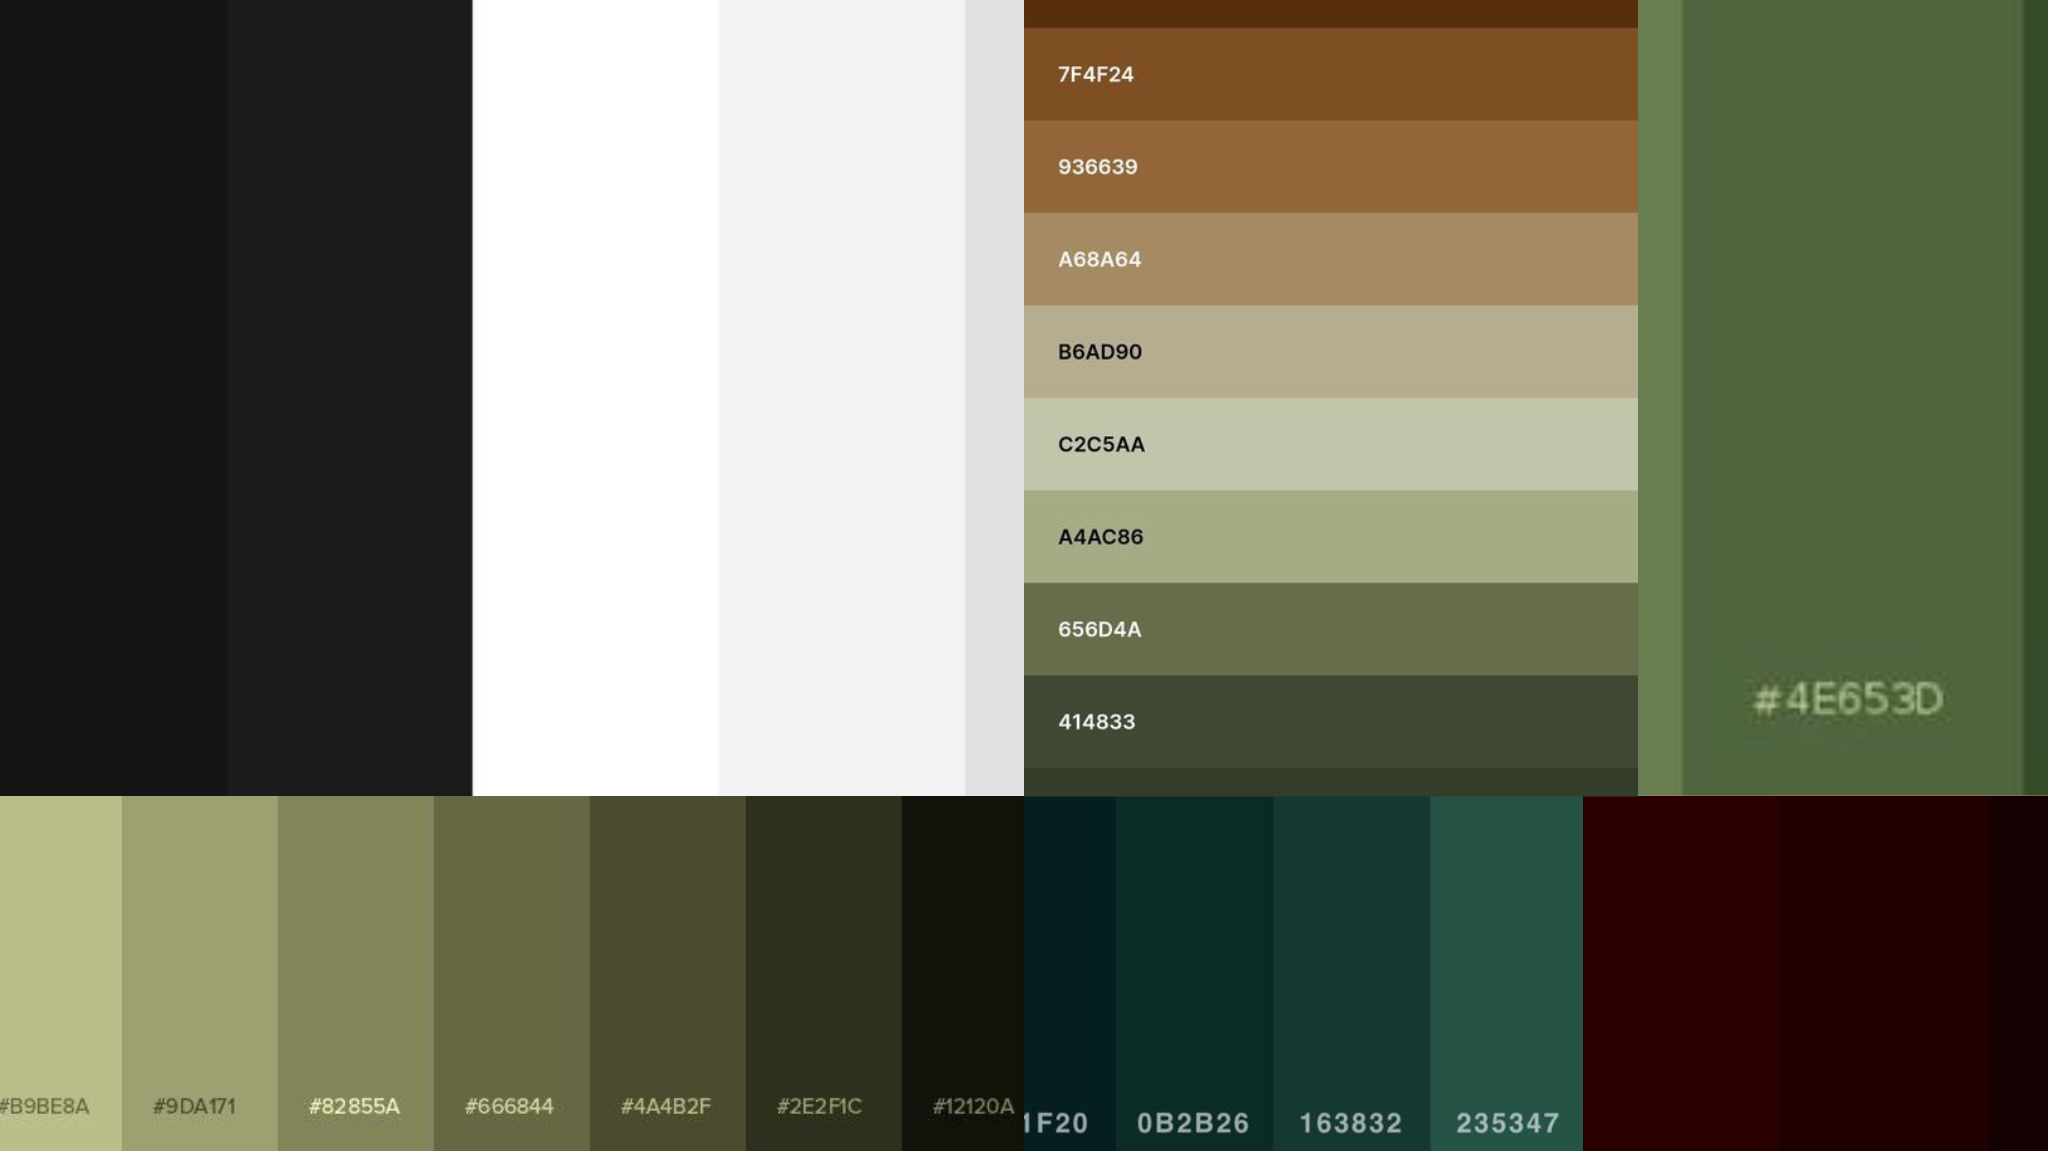 7F4F24
936639
A68A64
B6AD90
C2C5AA
A4AC86
656D4A
414833
#4E653D
#B9BE8A
#9DA171
#82855A
#666844
#4A4B2F
#2E2F1C
#12120A
1F20
0B2B26
163832
235347